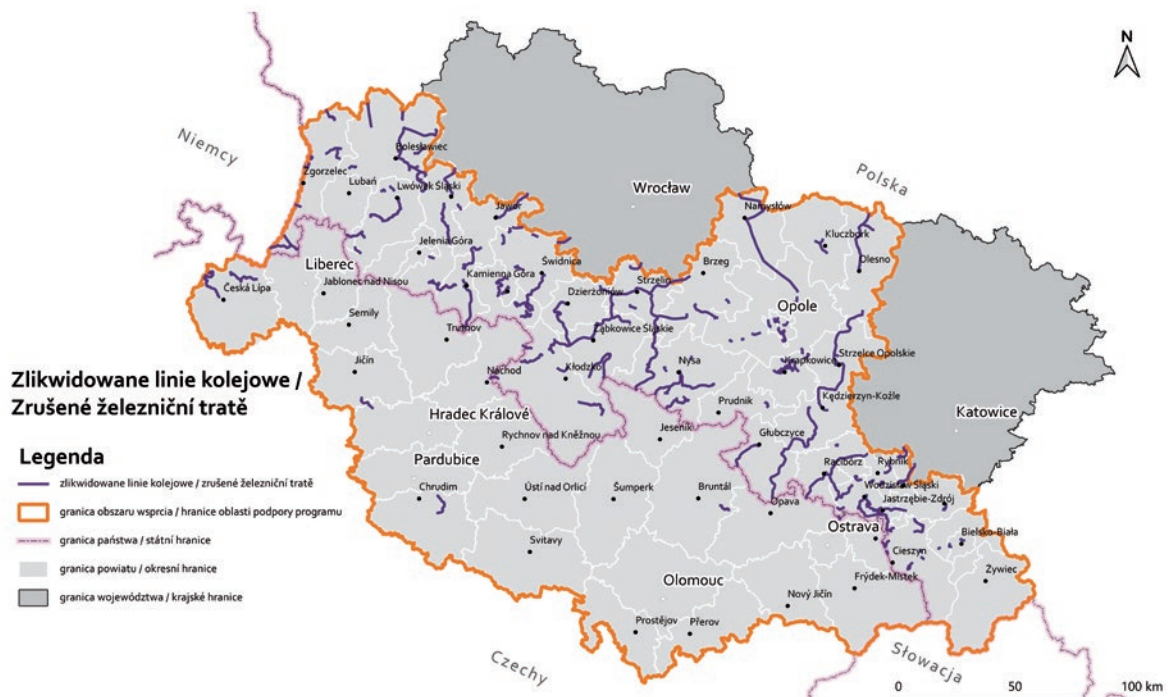 N
Niemcy
Polska
Wrocław
Bolesławiec
Zgorzelec
Lubań
Lwówek Śląski
Jawor
Namysłów
Kluczbork
Olesno
Jelenia Góra
Liberec
Świdnica
Kamienna Góra
Strzelin
Brzeg
Česká Lípa
Jablonec nad Nisou
Dzierżoniów
Opole
Semily
Trutnov
Ząbkowice Śląskie
Jičín
Nysa
Krapkowice
Strzelce Opolskie
Náchod
Kłodzko
Zlikwidowane linie kolejowe /
Zrušené železniční tratě
Hradec Králové
Prudnik
Kędzierzyn-Koźle
Katowice
Rychnov nad Kněžnou
Jeseník
Głubczyce
Legenda
Pardubice
Racibórz
Rybnik
zlikwidowane linie kolejowe / zrušené železniční tratě
Chrudim
Ústí nad Orlicí
Šumperk
Bruntál
Wodzisław Śląski
Jastrzębie-Zdrój
granica obszaru wsprcia / hranice oblasti podpory programu
Opava
Ostrava
Bielsko-Biała
granica państwa / státní hranice
Svitavy
Cieszyn
granica powiatu / okresní hranice
Olomouc
Frýdek-Místek
Żywiec
granica województwa / krajské hranice
Nový Jičín
Prostějov
Přerov
Czechy
Słowacja
0 50 100 km